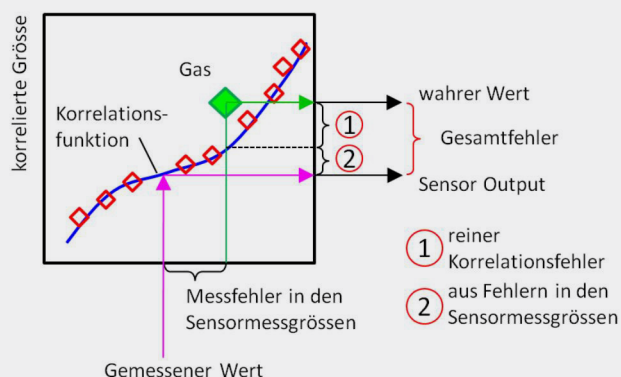 korrelierte Grösse
Gas
Korrelations-
funktion
wahrer Wert
1
Gesamtfehler
2
Sensor Output
1 reiner
Korrelationsfehler
2 aus Fehlern in den
Sensormessgrössen
Messfehler in den
Sensormessgrössen
Gemessener Wert